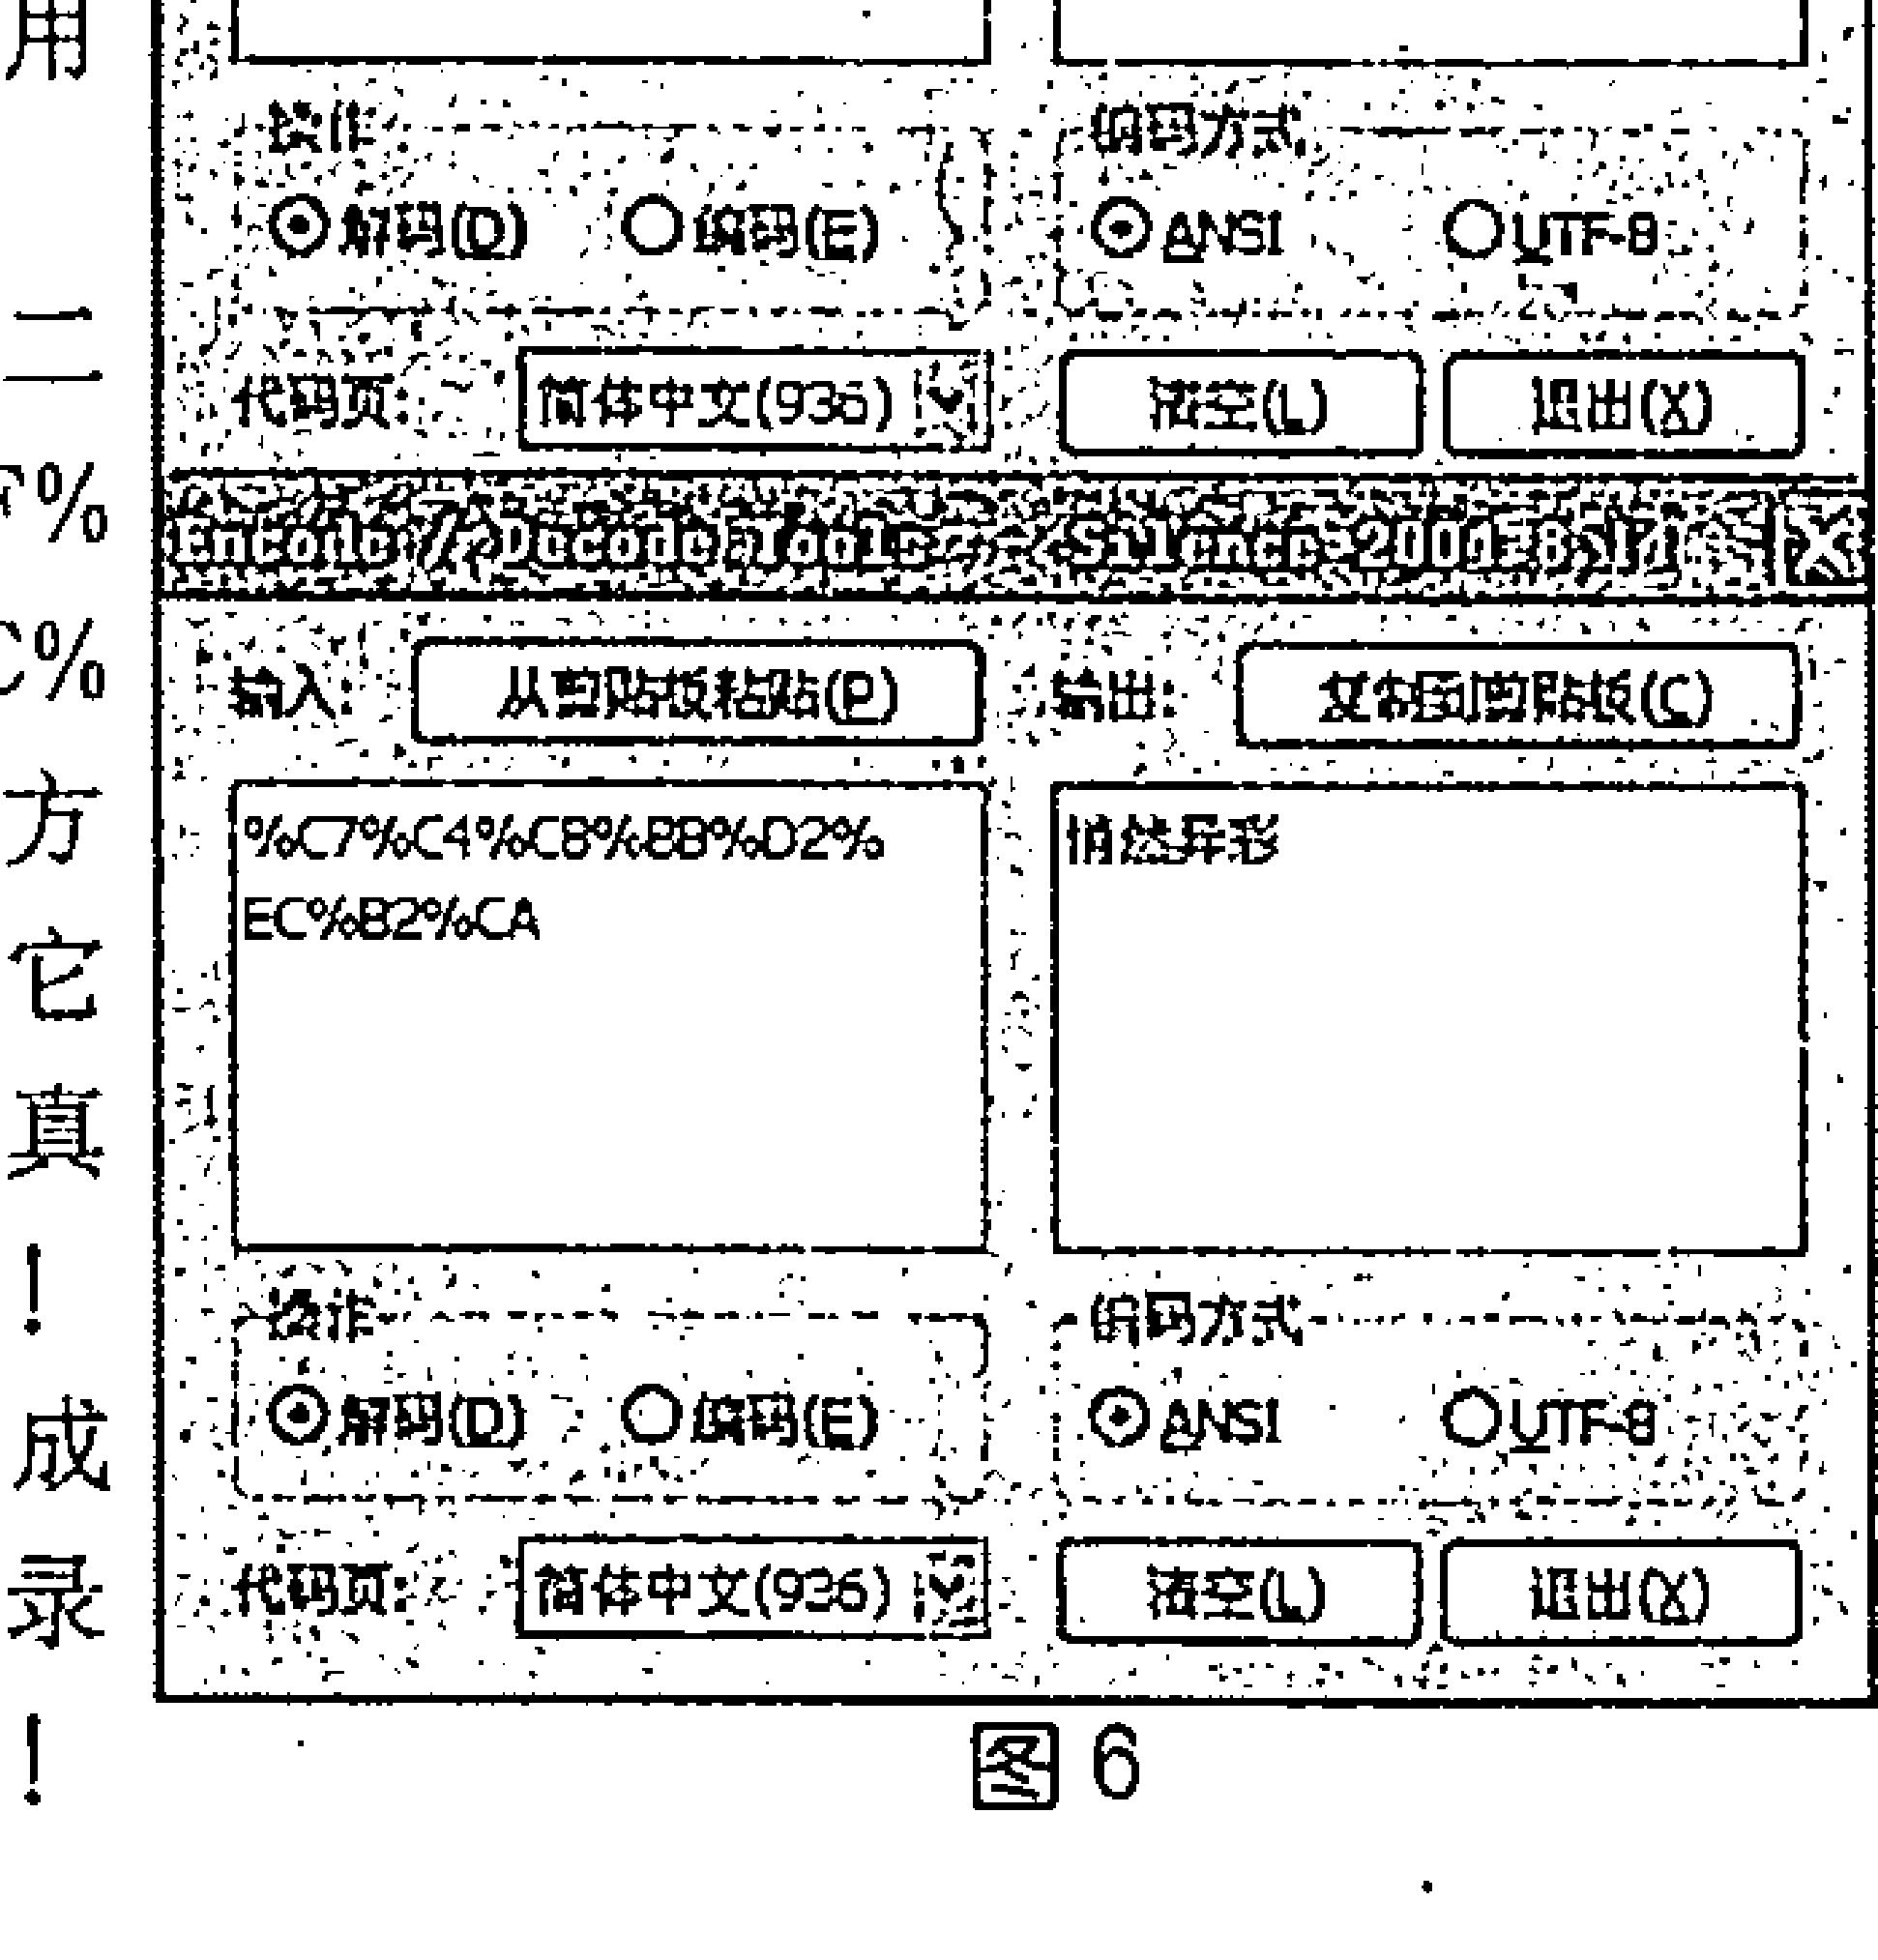 用
操作
编码方式
解码(D)
编码(E)
ANSI
UTF-8
二
代码页:
简体中文(936)
清空(L)
退出(X)
F%
Encode / Decode Tools
C%
输入:
从剪贴板粘贴(P)
输出:
复制到剪贴板(C)
方
%C7%C4%C8%BB%D2%
EC%B2%CA
悄然异彩
它
真
!
操作
编码方式
成
解码(D)
编码(E)
ANSI
UTF-8
录
代码页:
简体中文(936)
清空(L)
退出(X)
!
图 6